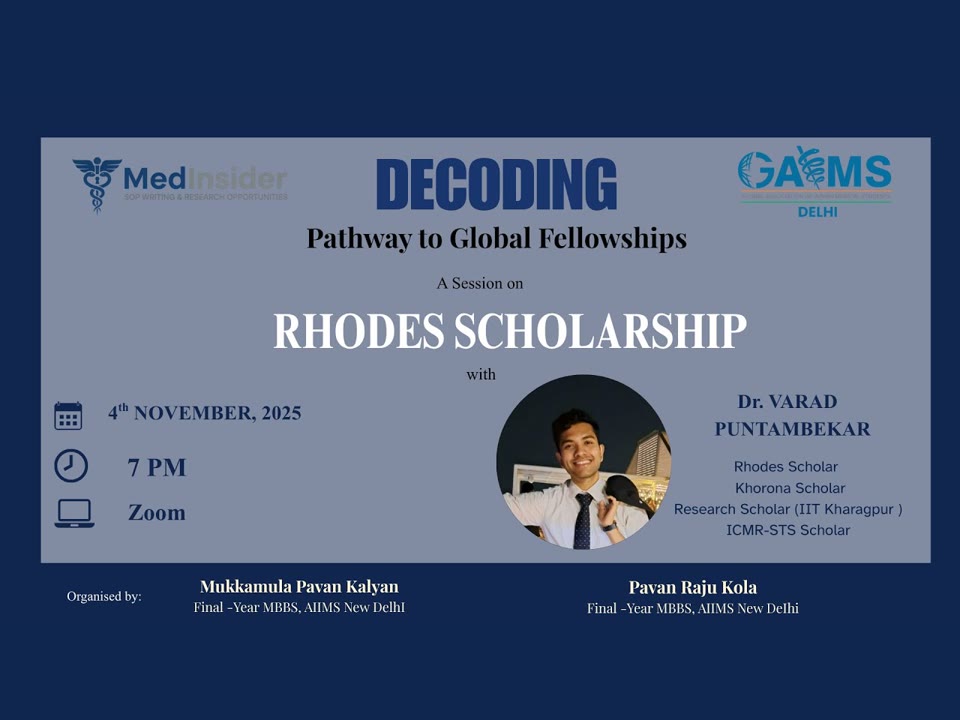 MedInsider
SOP WRITING & RESEARCH OPPORTUNITIES
DECODING
Pathway to Global Fellowships
GAIMS
DELHI
A Session on
RHODES SCHOLARSHIP
with
4th NOVEMBER, 2025
7 PM
Zoom
Dr. VARAD
PUNTAMBEKAR
Rhodes Scholar
Khorona Scholar
Research Scholar (IIT Kharagpur )
ICMR-STS Scholar
Organised by:
Mukkamula Pavan Kalyan
Final -Year MBBS, AIIMS New DelhI
Pavan Raju Kola
Final -Year MBBS, AIIMS New Delhi